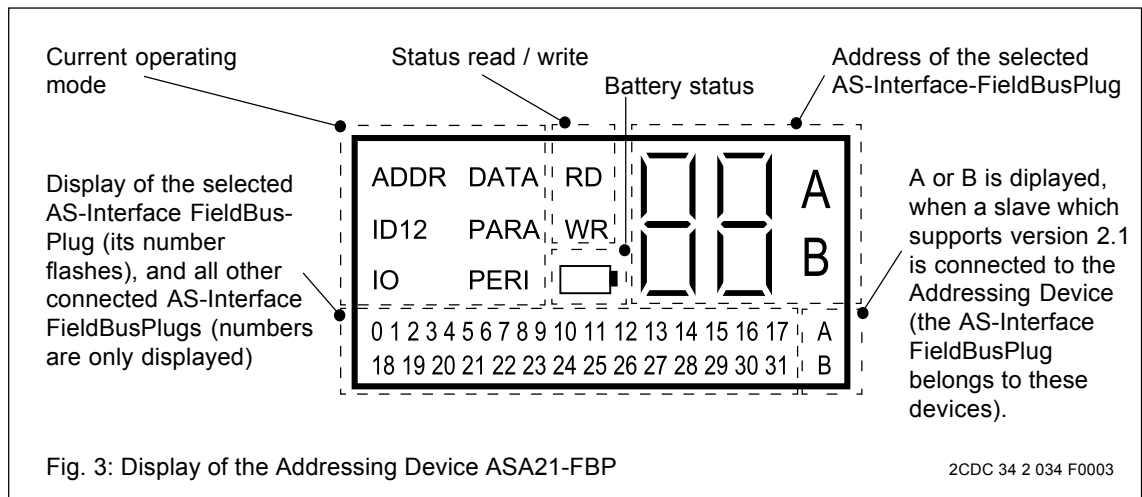 Current operating
mode
Status read / write
Battery status
Address of the selected
AS-Interface-FieldBusPlug
Display of the selected
AS-Interface FieldBus-
Plug (its number
flashes), and all other
connected AS-Interface
FieldBusPlugs (numbers
are only displayed)
ADDR DATA RD
ID12 PARA WR
IO PERI
88 A
B
0 1 2 3 4 5 6 7 8 9 10 11 12 13 14 15 16 17 A
18 19 20 21 22 23 24 25 26 27 28 29 30 31 B
A or B is diplayed,
when a slave which
supports version 2.1
is connected to the
Addressing Device
(the AS-Interface
FieldBusPlug
belongs to these
devices).
Fig. 3: Display of the Addressing Device ASA21-FBP
2CDC 34 2 034 F0003